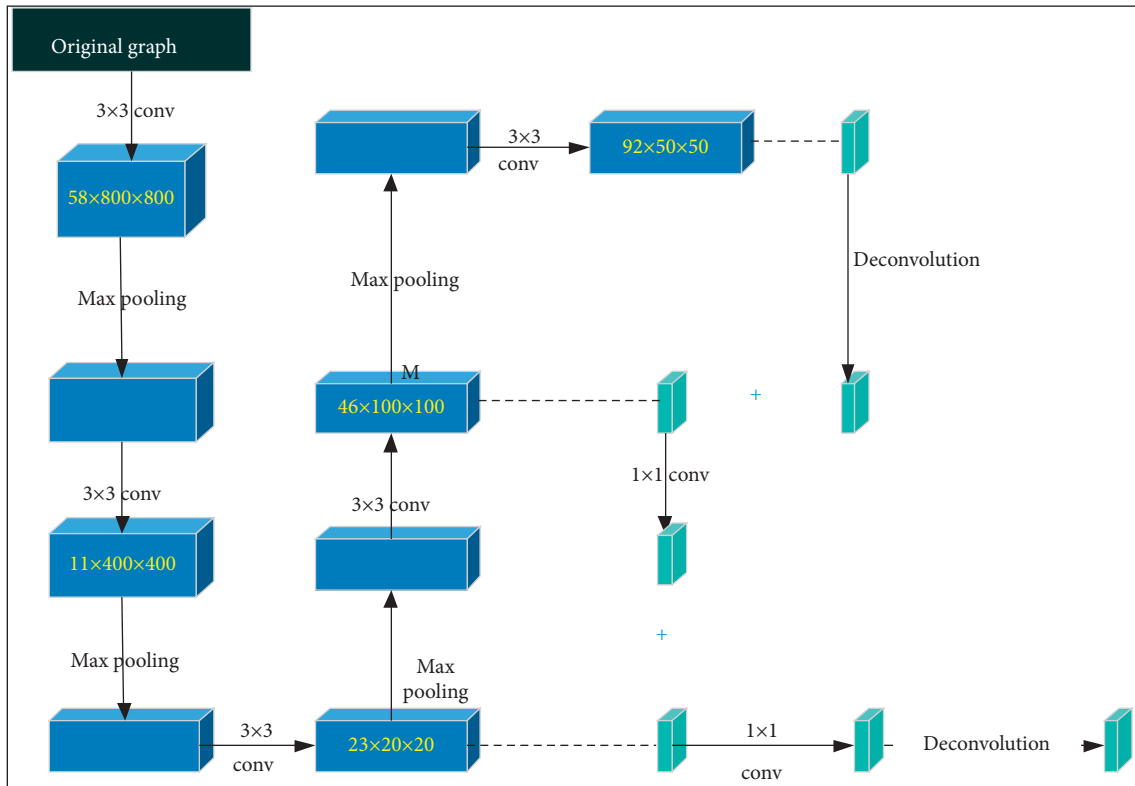 Original graph
3×3 conv
58×800×800
Max pooling
3×3 conv
11×400×400
Max pooling
3×3
conv
23×20×20
Max
pooling
3×3 conv
46×100×100
M
Max pooling
3×3
conv
92×50×50
Deconvolution
+
1×1 conv
+
1×1
conv
Deconvolution